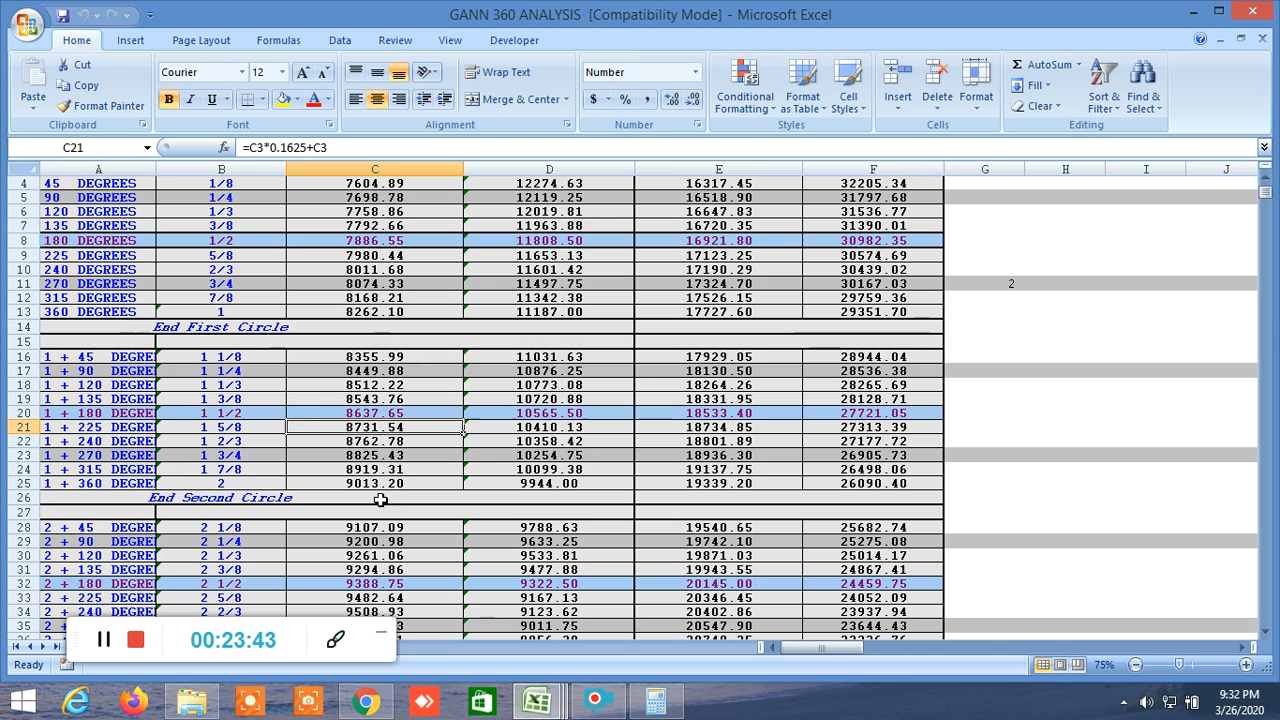 GANN 360 ANALYSIS [Compatibility Mode] - Microsoft Excel
Home Insert Page Layout Formulas Data Review View Developer
Paste Cut Copy Format Painter Clipboard
Courier 12 A A B I U A Font
Wrap Text Merge & Center Alignment
Number $ % , Number
Conditional Formatting Format as Table Cell Styles Styles
Insert Delete Format Cells
Σ AutoSum Fill Clear Sort & Filter Find & Select Editing
C21 fx =C3*0.1625+C3
A B C D E F G H I J
4 45 DEGREES 1/8 7604.89 12274.63 16317.45 32205.34
5 90 DEGREES 1/4 7698.78 12119.25 16518.90 31797.68
6 120 DEGREES 1/3 7758.86 12019.81 16647.83 31536.77
7 135 DEGREES 3/8 7792.66 11963.88 16720.35 31390.01
8 180 DEGREES 1/2 7886.55 11808.50 16921.80 30982.35
9 225 DEGREES 5/8 7980.44 11653.13 17123.25 30574.69
10 240 DEGREES 2/3 8011.68 11601.42 17190.29 30439.02
11 270 DEGREES 3/4 8074.33 11497.75 17324.70 30167.03 2
12 315 DEGREES 7/8 8168.21 11342.38 17526.15 29759.36
13 360 DEGREES 1 8262.10 11187.00 17727.60 29351.70
14 End First Circle
15
16 1 + 45 DEGRE 1 1/8 8355.99 11031.63 17929.05 28944.04
17 1 + 90 DEGRE 1 1/4 8449.88 10876.25 18130.50 28536.38
18 1 + 120 DEGRE 1 1/3 8512.22 10773.08 18264.26 28265.69
19 1 + 135 DEGRE 1 3/8 8543.76 10720.88 18331.95 28128.71
20 1 + 180 DEGRE 1 1/2 8637.65 10565.50 18533.40 27721.05
21 1 + 225 DEGRE 1 5/8 8731.54 10410.13 18734.85 27313.39
22 1 + 240 DEGRE 1 2/3 8762.78 10358.42 18801.89 27177.72
23 1 + 270 DEGRE 1 3/4 8825.43 10254.75 18936.30 26905.73
24 1 + 315 DEGRE 1 7/8 8919.31 10099.38 19137.75 26498.06
25 1 + 360 DEGRE 2 9013.20 9944.00 19339.20 26090.40
26 End Second Circle
27
28 2 + 45 DEGRE 2 1/8 9107.09 9788.63 19540.65 25682.74
29 2 + 90 DEGRE 2 1/4 9200.98 9633.25 19742.10 25275.08
30 2 + 120 DEGRE 2 1/3 9261.06 9533.81 19871.03 25014.17
31 2 + 135 DEGRE 2 3/8 9294.86 9477.88 19943.55 24867.41
32 2 + 180 DEGRE 2 1/2 9388.75 9322.50 20145.00 24459.75
33 2 + 225 DEGRE 2 5/8 9482.64 9167.13 20346.45 24052.09
34 2 + 240 DEGRE 2 2/3 9508.93 9123.62 20402.86 23937.94
35 2 9011.75 20547.90 23644.43
00:23:43
Ready 75%
9:32 PM
3/26/2020